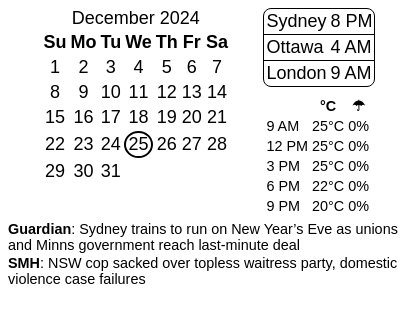 December 2024
Su Mo Tu We Th Fr Sa
1 2 3 4 5 6 7
8 9 10 11 12 13 14
15 16 17 18 19 20 21
22 23 24 25 26 27 28
29 30 31
Sydney 8 PM
Ottawa 4 AM
London 9 AM
°C ☂
9 AM 25°C 0%
12 PM 25°C 0%
3 PM 25°C 0%
6 PM 22°C 0%
9 PM 20°C 0%
Guardian: Sydney trains to run on New Year’s Eve as unions
and Minns government reach last-minute deal
SMH: NSW cop sacked over topless waitress party, domestic
violence case failures